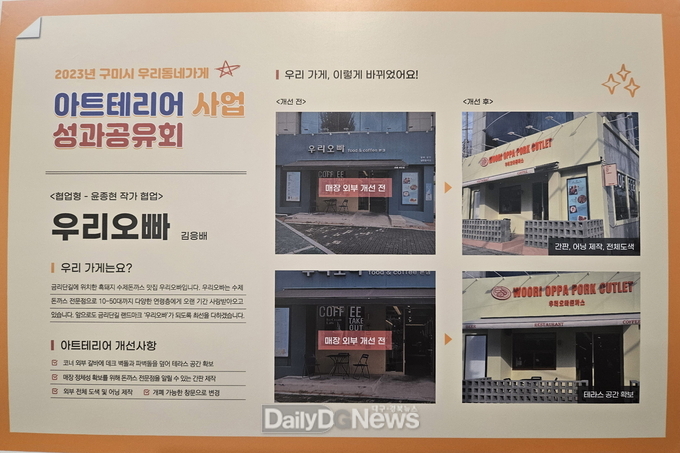 2023년 구미시 우리동네가게
아트테리어 사업
성과공유회
<협업형 - 윤종현 작가 협업>
우리오빠 김응배
우리 가게는요?
금리단길에 위치한 흑돼지 수제돈까스 맛집 우리오빠입니다. 우리오빠는 수제
돈까스 전문점으로 10~60대까지 다양한 연령층에게 오랜 기간 사랑받아오고
있습니다. 앞으로도 금리단길 랜드마크 '우리오빠'가 되도록 최선을 다하겠습니다.
아트테리어 개선사항
코너 외부 갈바에 데크 벽돌과 파벽돌을 덮어 테라스 공간 확보
매장 정체성 확보를 위해 돈까스 전문점을 알릴 수 있는 간판 제작
외부 전체 도색 및 어닝 제작
개폐 가능한 창문으로 변경
우리 가게, 이렇게 바뀌었어요!
<개선 전>
<개선 후>
우리오빠 food & coffee
COFFEE
매장 외부 개선 전
WOORI OPPA PORK CUTLET
간판, 어닝 제작, 전체도색
food & coffee
COFFEE
TAKE
OUT
매장 외부 개선 전
WOORI OPPA PORK CUTLET
RESTAURANT
테라스 공간 확보
대구·경북뉴스
DailyDGNews